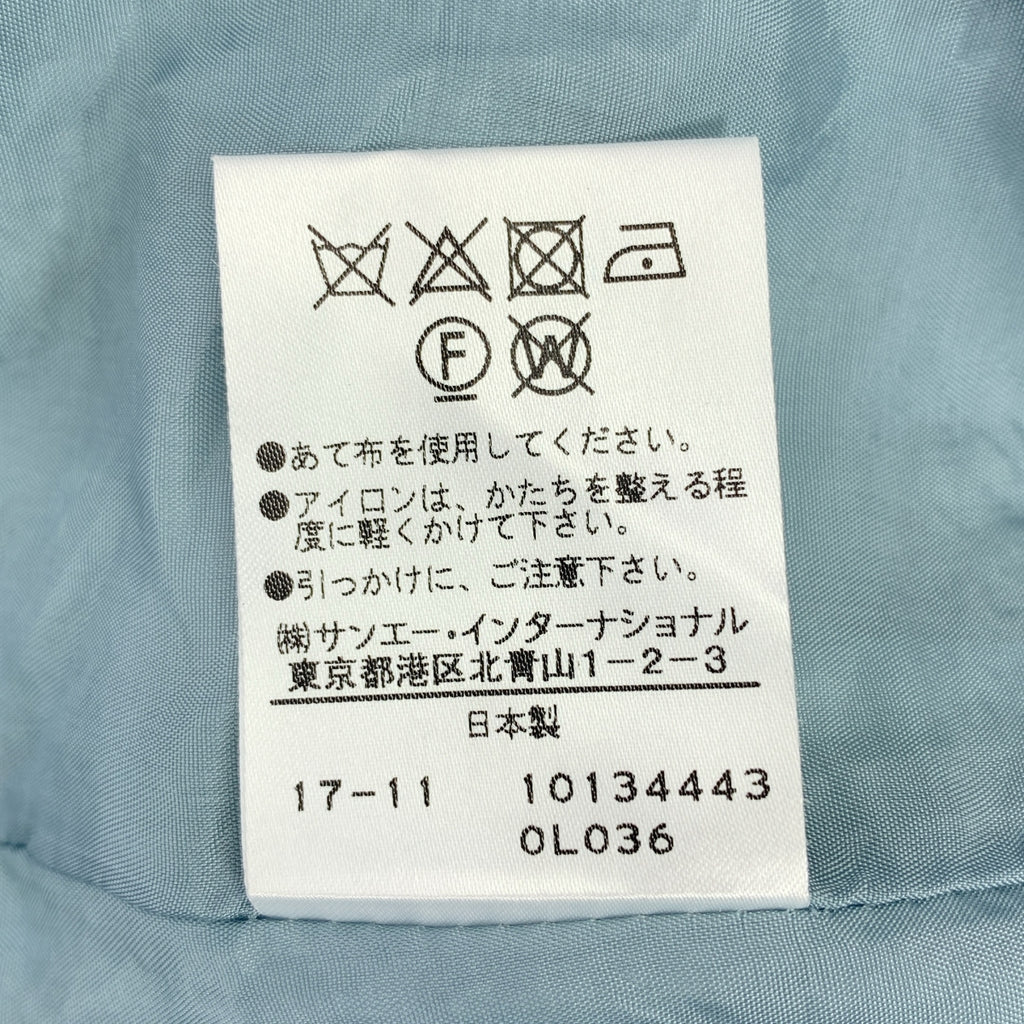 F W
●あて布を使用してください。
●アイロンは、かたちを整える程
度に軽くかけて下さい。
●引っかけに、ご注意下さい。
㈱サンエー・インターナショナル
東京都港区北青山1-2-3
日本製
17-11 10134443
0L036